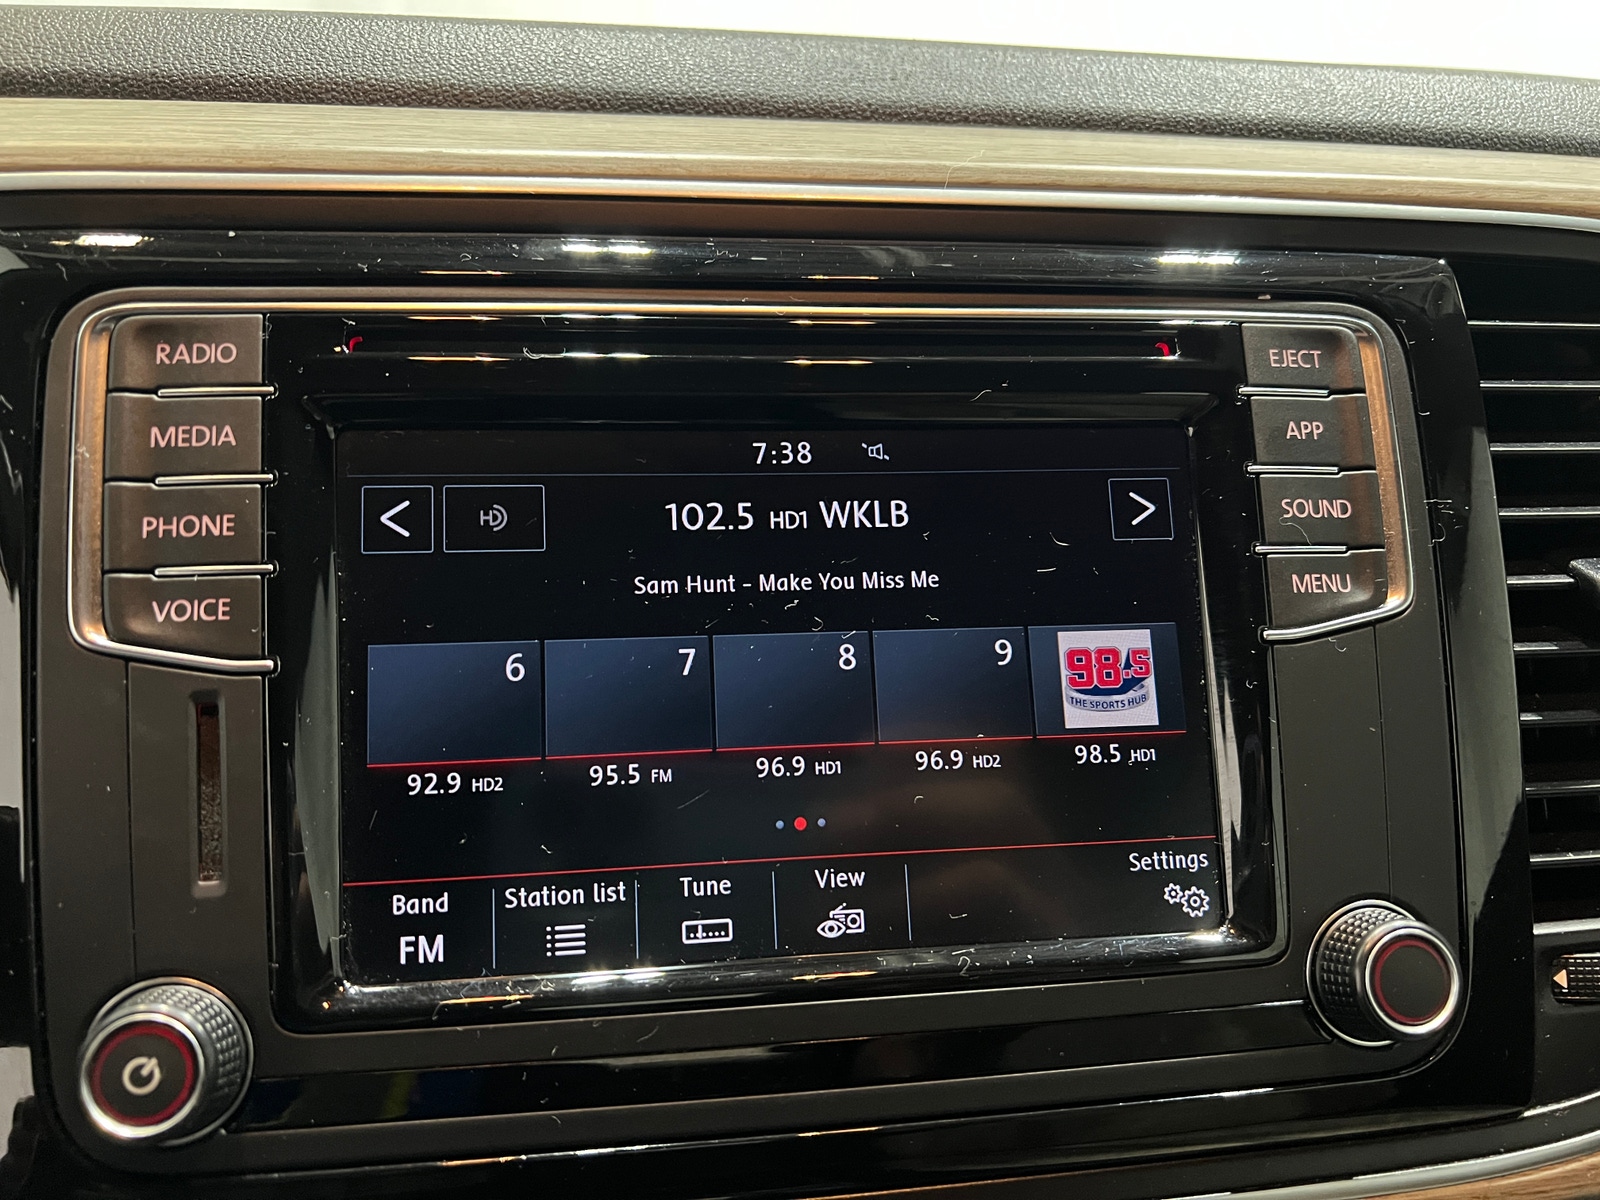 RADIO
MEDIA
PHONE
VOICE
EJECT
APP
SOUND
MENU
7:38
< HD 102.5 HD1 WKLB >
Sam Hunt - Make You Miss Me
6 7 8 9
98.5
THE SPORTS HUB
92.9 HD2 95.5 FM 96.9 HD1 96.9 HD2 98.5 HD1
Band Station list Tune View Settings
FM